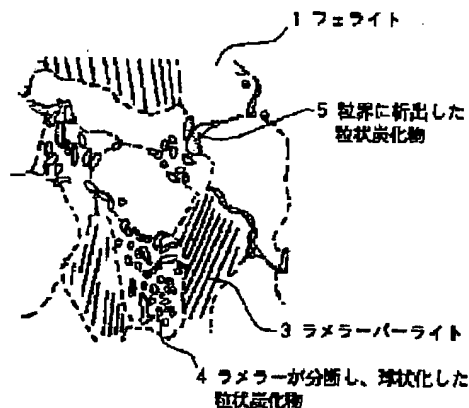 1 フェライト
5 粒界に析出した
粒状炭化物
3 ラメラーパーライト
4 ラメラーが分断し、球状化した
粒状炭化物